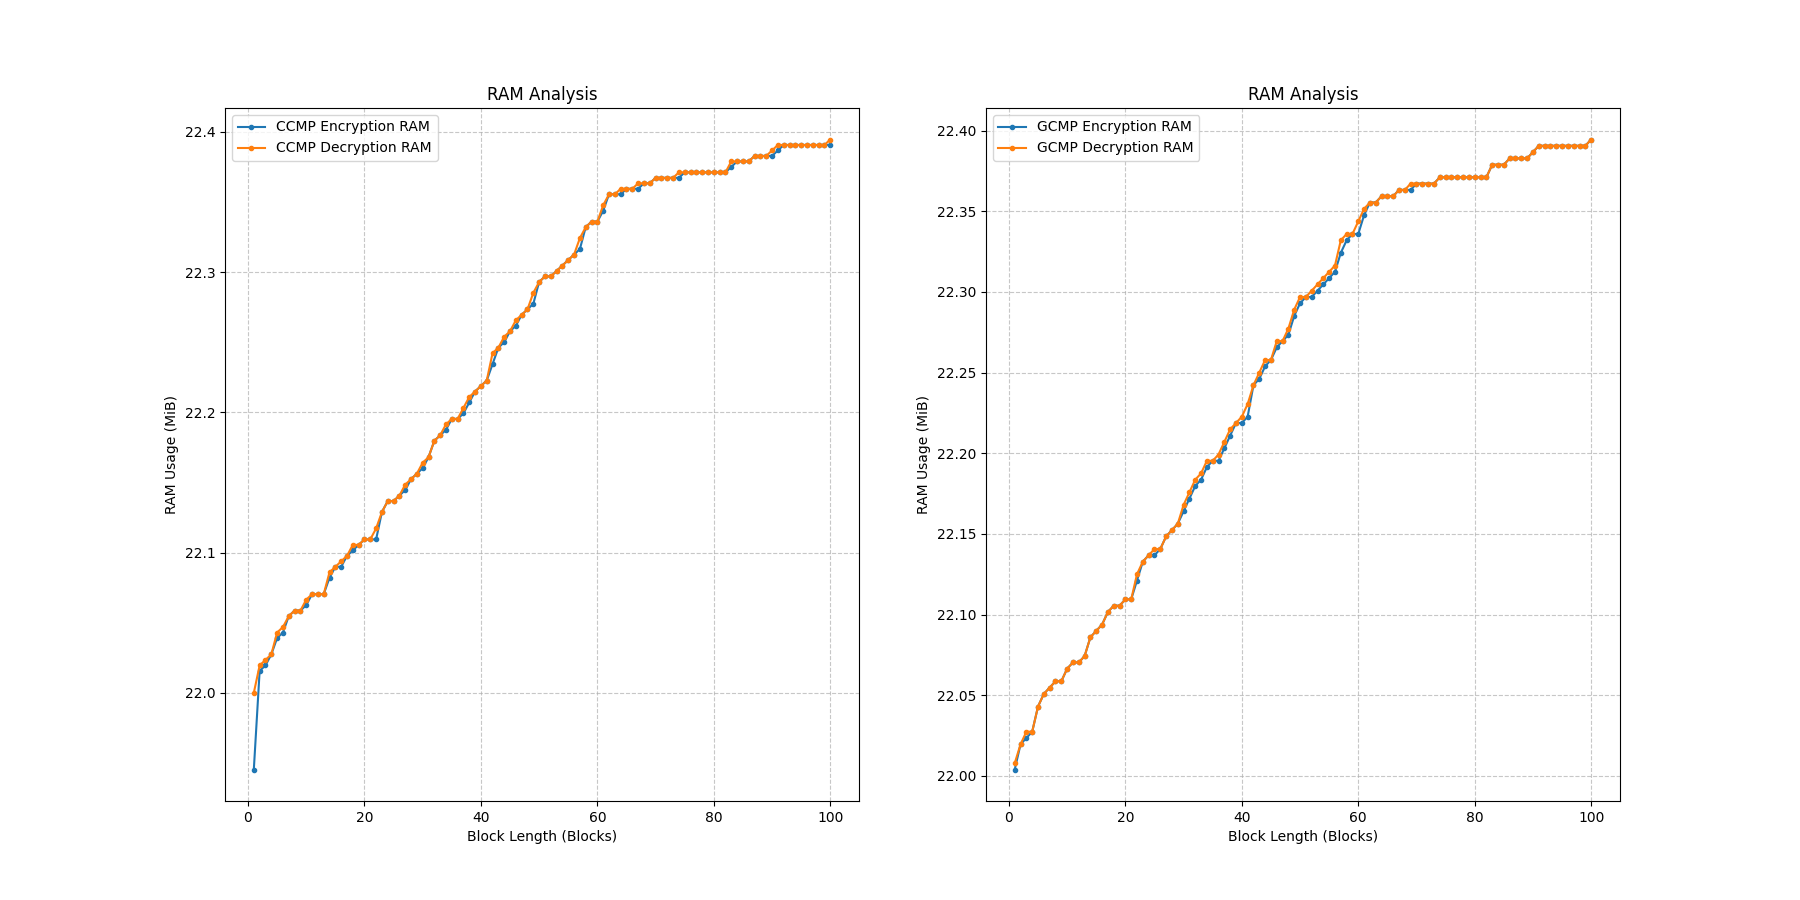 RAM Analysis
CCMP Encryption RAM
CCMP Decryption RAM
22.4
22.3
22.2
22.1
22.0
RAM Usage (MiB)
0 20 40 60 80 100
Block Length (Blocks)
RAM Analysis
GCMP Encryption RAM
GCMP Decryption RAM
22.40
22.35
22.30
22.25
22.20
22.15
22.10
22.05
22.00
RAM Usage (MiB)
0 20 40 60 80 100
Block Length (Blocks)